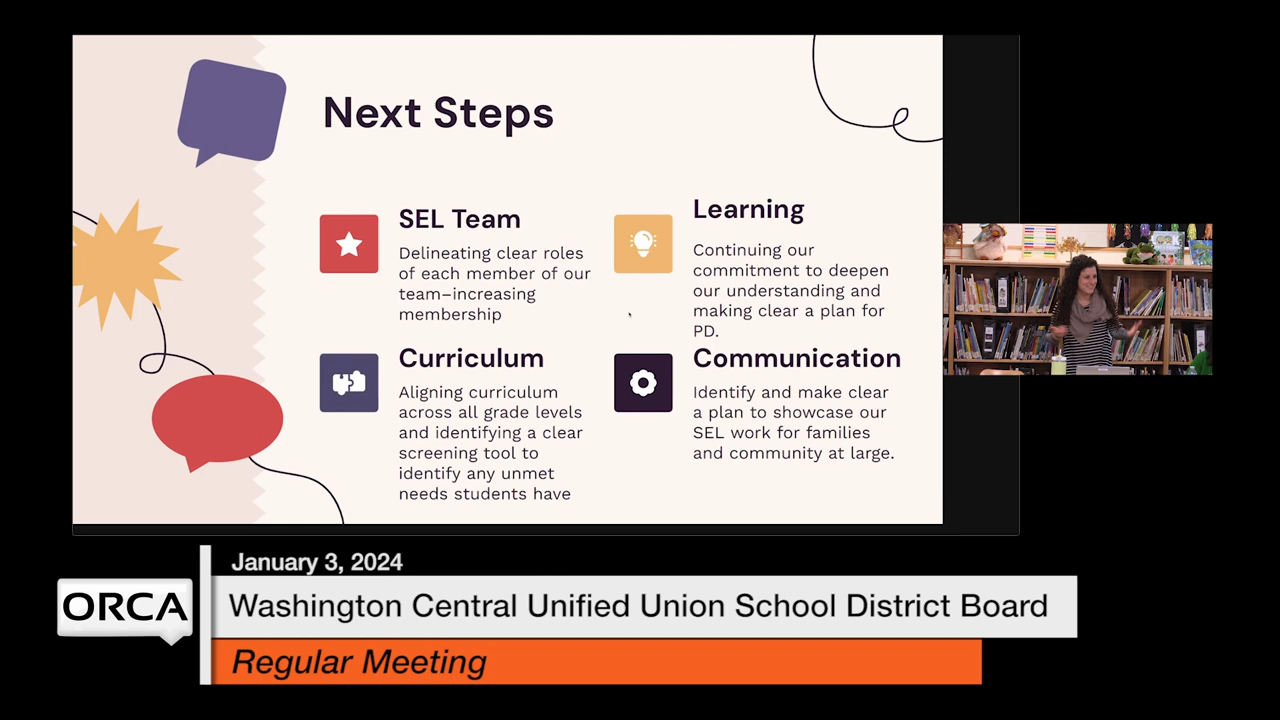 Next Steps
SEL Team
Delineating clear roles
of each member of our
team–increasing
membership
Learning
Continuing our
commitment to deepen
our understanding and
making clear a plan for
PD.
Curriculum
Aligning curriculum
across all grade levels
and identifying a clear
screening tool to
identify any unmet
needs students have
Communication
Identify and make clear
a plan to showcase our
SEL work for families
and community at large.
January 3, 2024
ORCA
Washington Central Unified Union School District Board
Regular Meeting